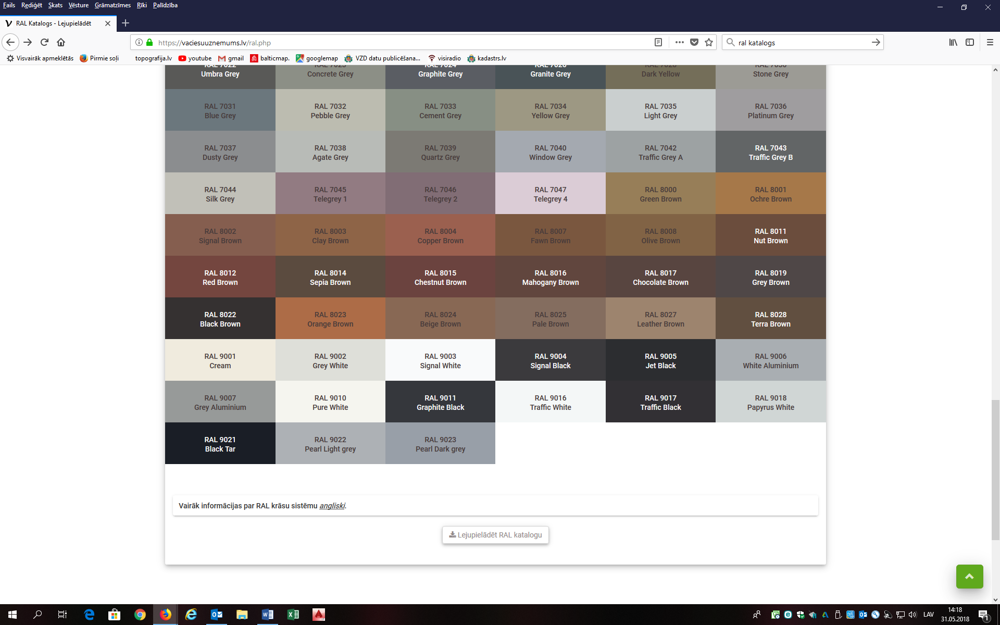 Fails Rediģēt Skats Vēsture Grāmatzīmes Rīki Palīdzība
RAL Katalogs - Lejupielādēt
https://vaciesuuznemums.lv/ral.php
ral katalogs
Visvairāk apmeklētās Pirmie soļi topografija.lv youtube gmail balticmap. googlemap VZD datu publicēšana... visiradio kadastrs.lv
RAL 7022 RAL 7023 RAL 7024 RAL 7026 RAL 7028 RAL 7030
Umbra Grey Concrete Grey Graphite Grey Granite Grey Dark Yellow Stone Grey
RAL 7031 RAL 7032 RAL 7033 RAL 7034 RAL 7035 RAL 7036
Blue Grey Pebble Grey Cement Grey Yellow Grey Light Grey Platinum Grey
RAL 7037 RAL 7038 RAL 7039 RAL 7040 RAL 7042 RAL 7043
Dusty Grey Agate Grey Quartz Grey Window Grey Traffic Grey A Traffic Grey B
RAL 7044 RAL 7045 RAL 7046 RAL 7047 RAL 8000 RAL 8001
Silk Grey Telegrey 1 Telegrey 2 Telegrey 4 Green Brown Ochre Brown
RAL 8002 RAL 8003 RAL 8004 RAL 8007 RAL 8008 RAL 8011
Signal Brown Clay Brown Copper Brown Fawn Brown Olive Brown Nut Brown
RAL 8012 RAL 8014 RAL 8015 RAL 8016 RAL 8017 RAL 8019
Red Brown Sepia Brown Chestnut Brown Mahogany Brown Chocolate Brown Grey Brown
RAL 8022 RAL 8023 RAL 8024 RAL 8025 RAL 8027 RAL 8028
Black Brown Orange Brown Beige Brown Pale Brown Leather Brown Terra Brown
RAL 9001 RAL 9002 RAL 9003 RAL 9004 RAL 9005 RAL 9006
Cream Grey White Signal White Signal Black Jet Black White Aluminium
RAL 9007 RAL 9010 RAL 9011 RAL 9016 RAL 9017 RAL 9018
Grey Aluminium Pure White Graphite Black Traffic White Traffic Black Papyrus White
RAL 9021 RAL 9022 RAL 9023
Black Tar Pearl Light grey Pearl Dark grey
Vairāk informācijas par RAL krāsu sistēmu angliski.
Lejupielādēt RAL katalogu
LAV
14:18
31.05.2018
1